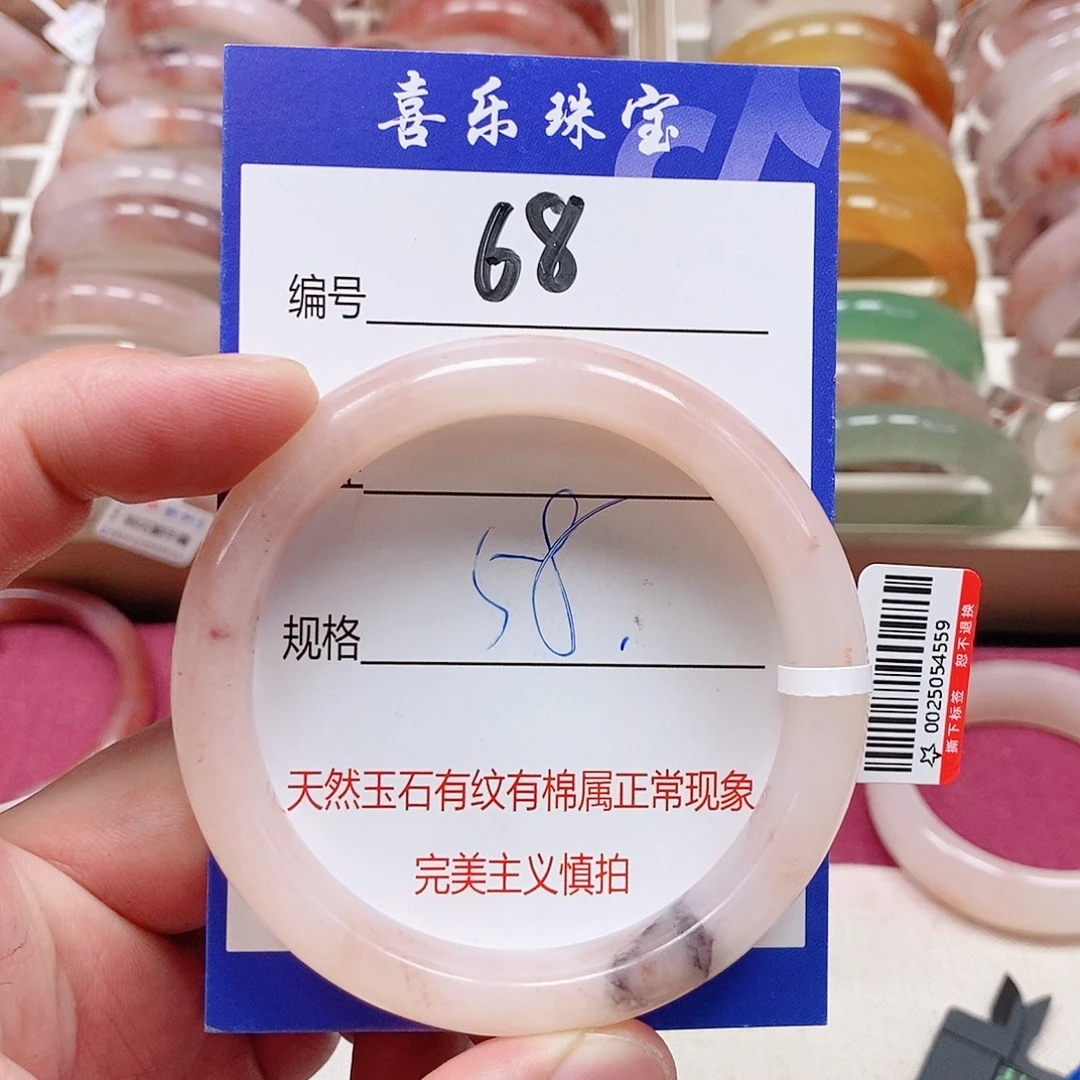 喜乐珠宝
编号 68
规格 58.
天然玉石有纹有棉属正常现象
完美主义慎拍
0025054559
撕下标签 恕不退换